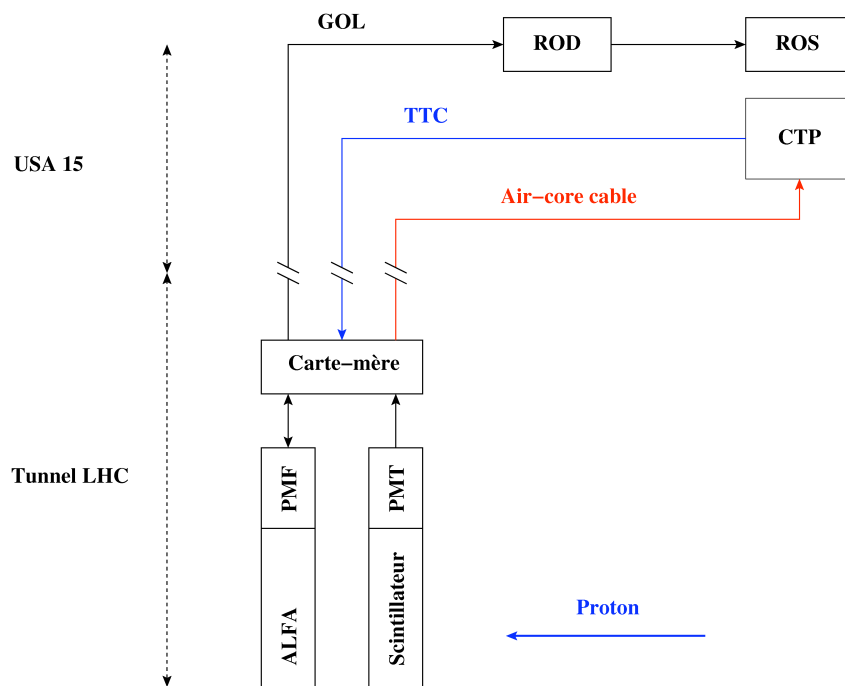 GOL
ROD
ROS
TTC
CTP
USA 15
Air−core cable
Carte−mère
Tunnel LHC
PMF
PMT
Proton
ALFA
Scintillateur